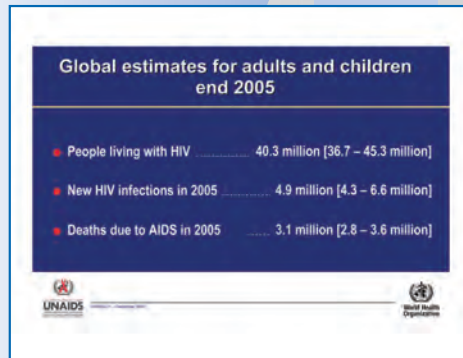 Global estimates for adults and children
end 2005
People living with HIV ............... 40.3 million [36.7 – 45.3 million]
New HIV infections in 2005 ............... 4.9 million [4.3 – 6.6 million]
Deaths due to AIDS in 2005 ....... 3.1 million [2.8 – 3.6 million]
UNAIDS
World Health
Organization